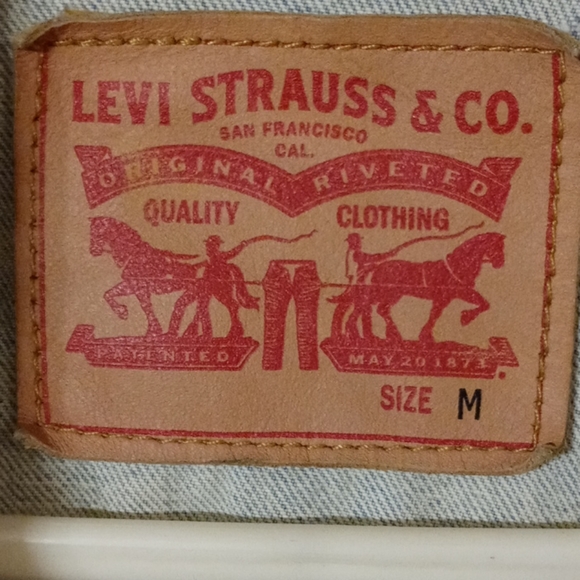 LEVI STRAUSS & CO.
SAN FRANCISCO
CAL.
ORIGINAL RIVETED
QUALITY CLOTHING
PATENTED MAY 20 1873
SIZE M